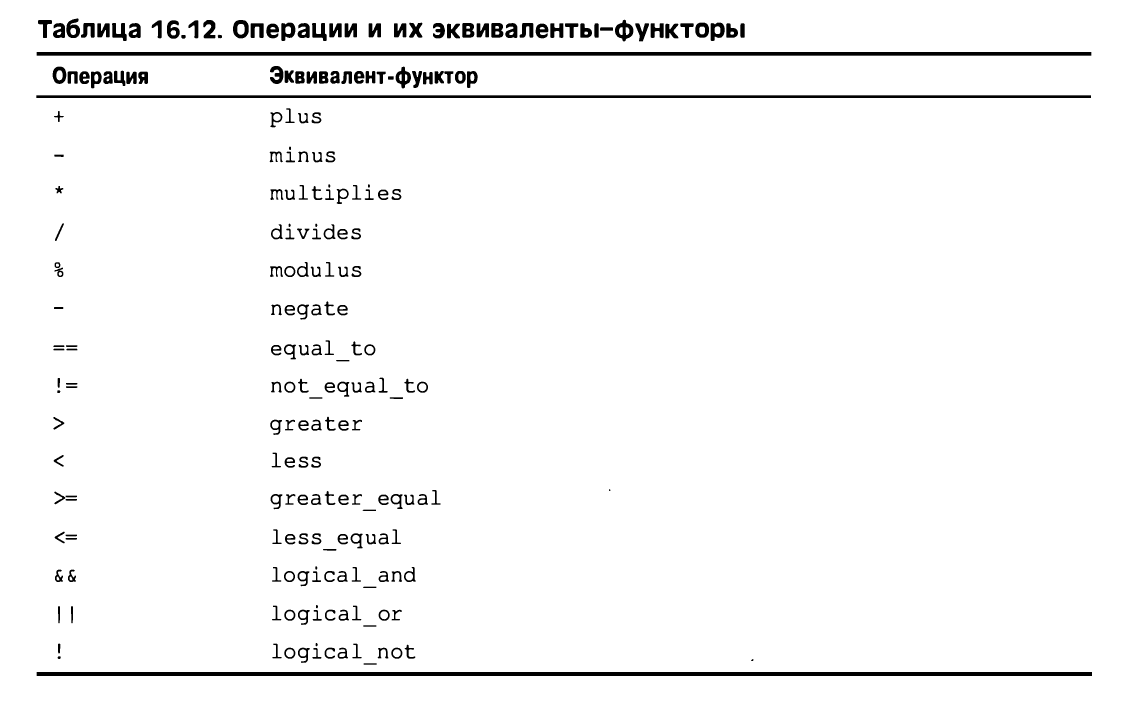 Таблица 16.12. Операции и их эквиваленты-функторы
Операция Эквивалент-функтор
+ plus
- minus
* multiplies
/ divides
% modulus
- negate
== equal_to
!= not_equal_to
> greater
< less
>= greater_equal
<= less_equal
&& logical_and
|| logical_or
! logical_not